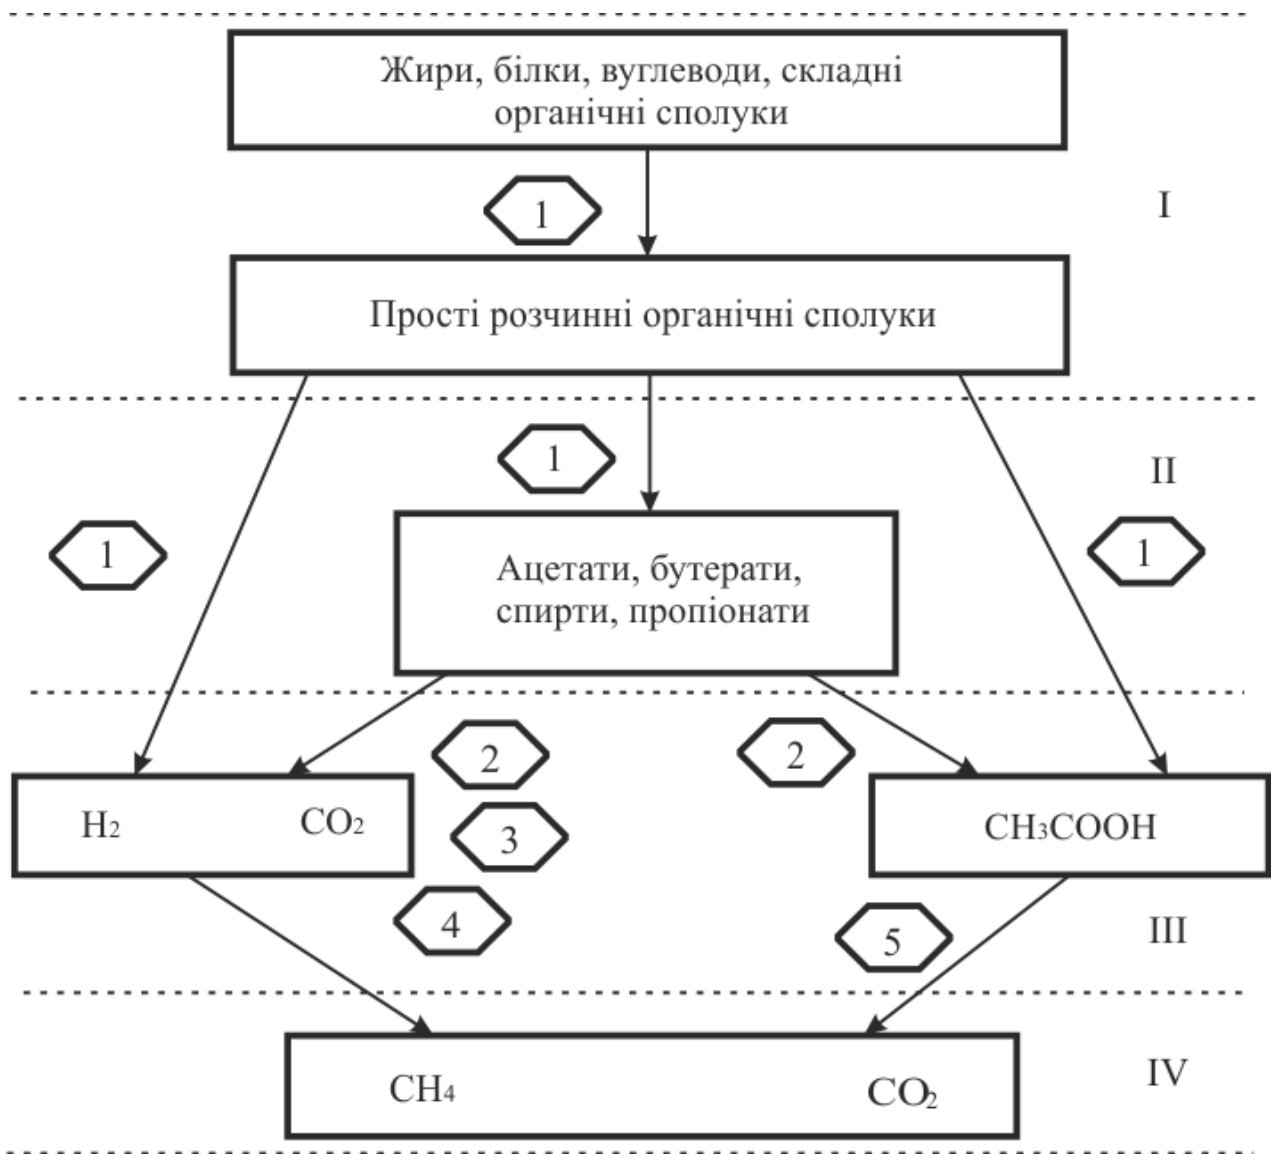 Жири, білки, вуглеводи, складні
органічні сполуки
1
I
Прості розчинні органічні сполуки
1
II
1
1
Ацетати, бутерати,
спирти, пропіонати
2
2
3
H₂ CO₂
CH₃COOH
4
5
III
CH₄ CO₂
IV